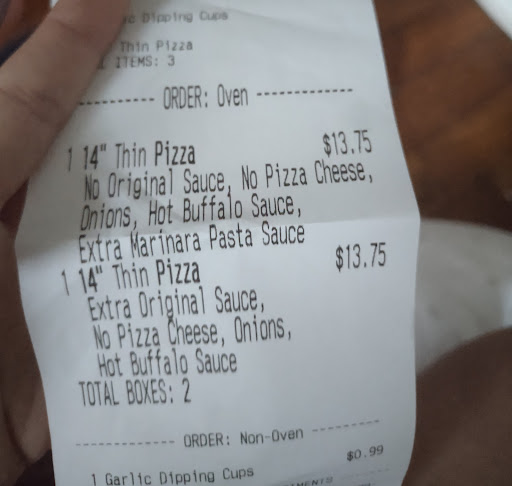 Dipping Cups
Thin Pizza
ITEMS: 3
---------- ORDER: Oven -------------
1 14" Thin Pizza $13.75
No Original Sauce, No Pizza Cheese,
Onions, Hot Buffalo Sauce,
Extra Marinara Pasta Sauce
1 14" Thin Pizza $13.75
Extra Original Sauce,
No Pizza Cheese, Onions,
Hot Buffalo Sauce
TOTAL BOXES: 2
------------- ORDER: Non-Oven ---------
1 Garlic Dipping Cups $0.99